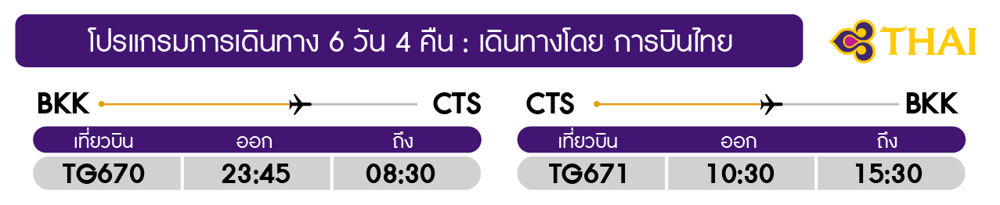 โปรแกรมการเดินทาง 6 วัน 4 คืน : เดินทางโดย การบินไทย
THAI
BKK CTS
เที่ยวบิน ออก ถึง
TG670 23:45 08:30
CTS BKK
เที่ยวบิน ออก ถึง
TG671 10:30 15:30